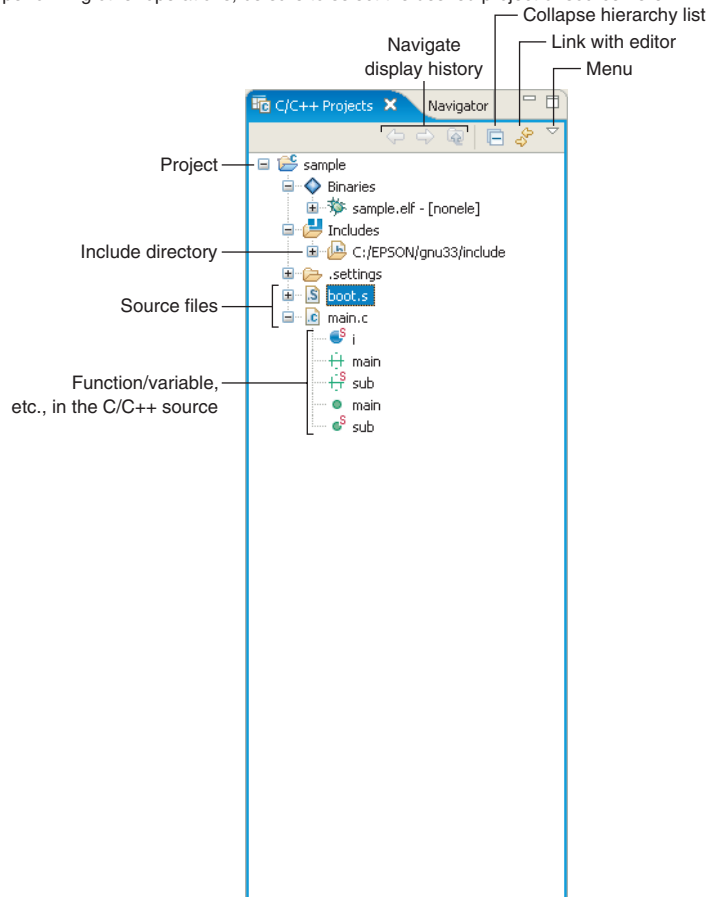 Collapse hierarchy list
Navigate
display history
Link with editor
Menu
C/C++ Projects
Navigator
Project
sample
Binaries
sample.elf - [nonele]
Includes
Include directory
C:/EPSON/gnu33/include
.settings
Source files
boot.s
main.c
i
main
Function/variable,
etc., in the C/C++ source
sub
main
sub